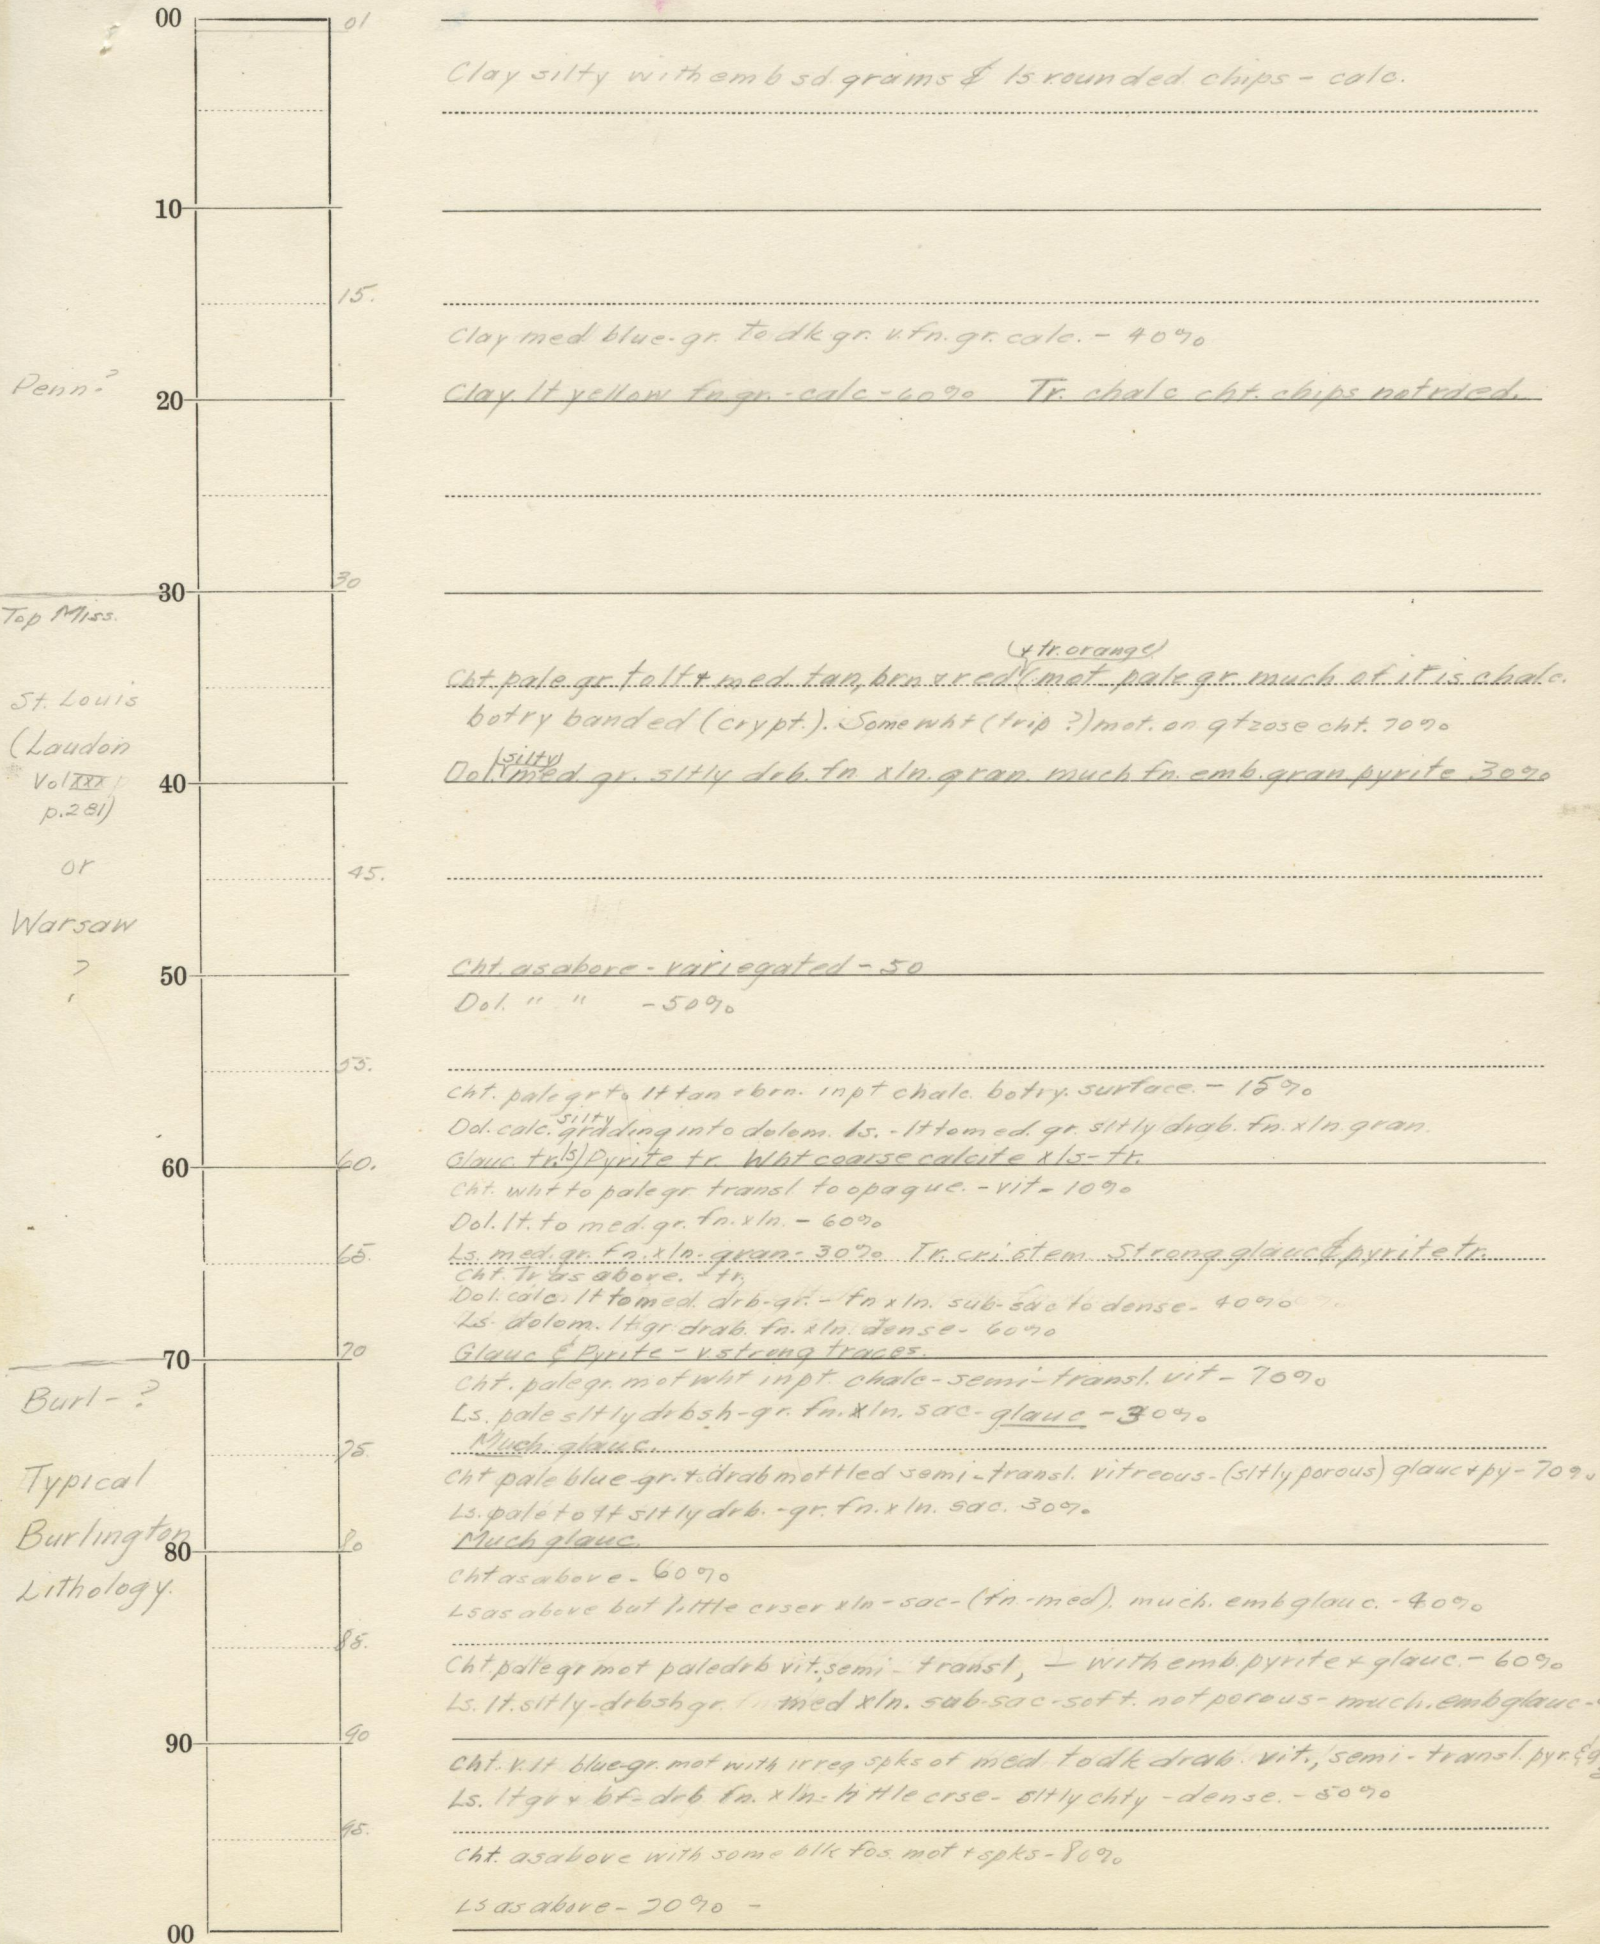 00 01
Clay silty with emb sd grains & ls rounded chips - calc.
10
15.
Clay med blue-gr. to dk gr. v. fn. gr. calc. - 40%
Penn?
20 Clay lt yellow fn. gr. - calc - 60% Tr. chalc cht. chips not rded.
30 30
Top Miss.
(& tr. orange)
St. Louis
Cht pale gr to lt & med tan, brn & red (mot pale gr. much of it is chalc.
botry banded (crypt.). Some wht (trip ?) mot. on qtzose cht. 70%
(Laudon
Vol XXX
p. 281)
(silty)
40 Dol. med gr. sltly drb. fn xln. gran. much fn. emb. gran pyrite 30%
or
45.
Warsaw
?
50 Cht. as above - variegated - 50
Dol. " " - 50%
55.
Cht. pale gr to lt tan & brn. in pt chalc. botry. surface. - 15%
silty
Dol. calc. grading into dolom. ls. - lt to med. gr. sltly drab. fn. xln. gran.
60 60. Glauc. tr. (s) Pyrite tr. Wht coarse calcite xls - tr.
Cht. wht to pale gr. transl. to opaque. - vit - 10%
Dol. lt. to med. gr. fn. xln. - 60%
65. Ls. med. gr. fn. xln - gran - 30% Tr. cri stem. Strong glauc & pyrite tr.
Cht. Tr as above. - tr.
Dol. calc. lt to med. drb - gr. - fn xln. sub-sac to dense - 40%
Ls. dolom. lt gr drab. fn. xln. dense - 60%
70 70 Glauc & Pyrite - v. strong traces.
Burl - ?
Cht. pale gr. mot wht in pt. chalc - semi-transl. vit - 70%
Ls. pale sltly drbsh - gr. fn. xln. sac - glauc - 30%
75. Much glauc.
Typical
Burlington
Lithology.
Cht pale blue-gr. & drab mottled semi-transl. vitreous - (sltly porous) glauc & py - 70%
Ls. pale to lt sltly drb. - gr. fn. xln. sac. 30%
80 80 Much glauc.
Cht as above - 60%
Ls as above but little crser xln - sac - (fn. - med). much. emb glauc. - 40%
85.
Cht pale gr mot pale drb vit, semi-transl, - with emb pyrite & glauc. - 60%
Ls. lt. sltly - drbsh gr. med xln. sub-sac - soft. not porous - much. emb glauc -
90 90
Cht. v. lt blue-gr. mot with irreg spks of med to dk drab. vit., semi-transl. pyr. &
Ls. lt gr & bf - drb fn. xln - little crse - sltly chty - dense. - 50%
95.
Cht. as above with some blk fos. mot & spks - 80%
Ls as above - 20% -
00